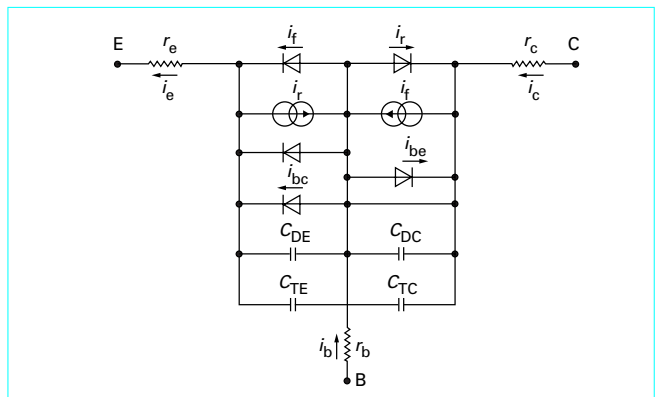 E r_e i_f i_r r_c C
i_e i_r i_f i_c
i_be
i_bc
C_DE C_DC
C_TE C_TC
i_b r_b
B